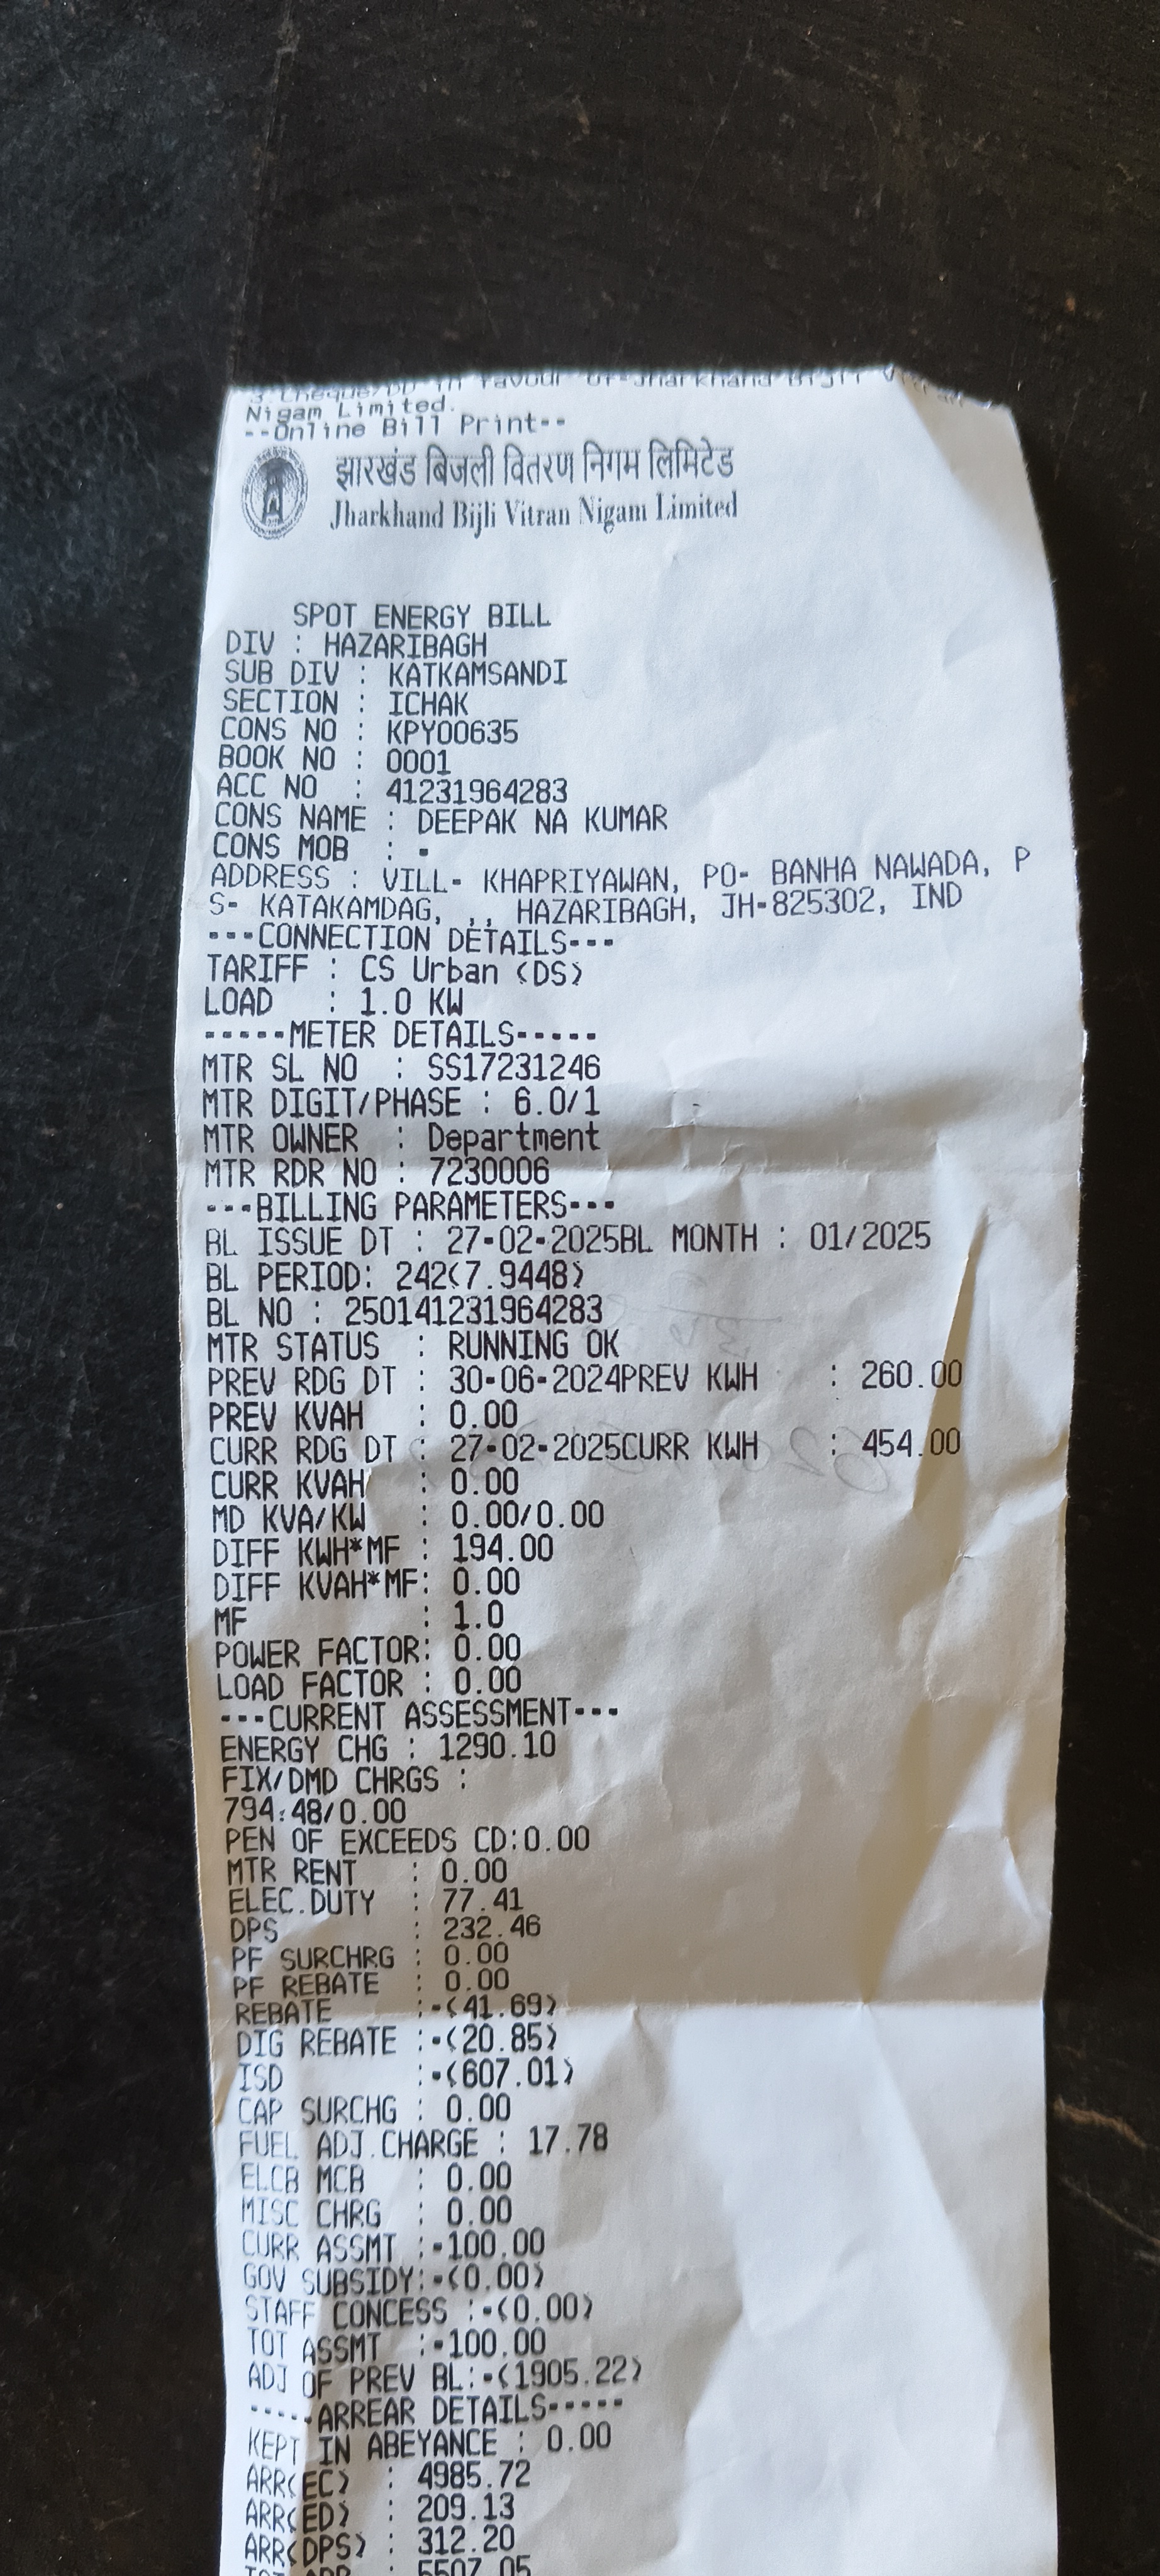 3.Cheque/DD in favour of-Jharkhand Bijli
Nigam Limited.
--Online Bill Print--
झारखंड बिजली वितरण निगम लिमिटेड
Jharkhand Bijli Vitran Nigam Limited
SPOT ENERGY BILL
DIV : HAZARIBAGH
SUB DIV : KATKAMSANDI
SECTION : ICHAK
CONS NO : KPY00635
BOOK NO : 0001
ACC NO : 41231964283
CONS NAME : DEEPAK NA KUMAR
CONS MOB : -
ADDRESS : VILL- KHAPRIYAWAN, PO- BANHA NAWADA, P
S- KATAKAMDAG, ,, HAZARIBAGH, JH-825302, IND
---CONNECTION DETAILS---
TARIFF : CS Urban (DS)
LOAD : 1.0 KW
-----METER DETAILS-----
MTR SL NO : SS17231246
MTR DIGIT/PHASE : 6.0/1
MTR OWNER : Department
MTR RDR NO : 7230006
---BILLING PARAMETERS---
BL ISSUE DT : 27-02-2025BL MONTH : 01/2025
BL PERIOD: 242(7.9448)
BL NO : 250141231964283
MTR STATUS : RUNNING OK
PREV RDG DT : 30-06-2024PREV KWH : 260.00
PREV KVAH : 0.00
CURR RDG DT : 27-02-2025CURR KWH : 454.00
CURR KVAH : 0.00
MD KVA/KW : 0.00/0.00
DIFF KWH*MF : 194.00
DIFF KVAH*MF: 0.00
MF : 1.0
POWER FACTOR: 0.00
LOAD FACTOR : 0.00
---CURRENT ASSESSMENT---
ENERGY CHG : 1290.10
FIX/DMD CHRGS :
794.48/0.00
PEN OF EXCEEDS CD:0.00
MTR RENT : 0.00
ELEC.DUTY : 77.41
DPS : 232.46
PF SURCHRG : 0.00
PF REBATE : 0.00
REBATE :-(41.69)
DIG REBATE :-(20.85)
ISD :-(607.01)
CAP SURCHG : 0.00
FUEL ADJ.CHARGE : 17.78
ELCB MCB : 0.00
MISC CHRG : 0.00
CURR ASSMT :-100.00
GOV SUBSIDY:-(0.00)
STAFF CONCESS :-(0.00)
TOT ASSMT :-100.00
ADJ OF PREV BL:-(1905.22)
-----ARREAR DETAILS-----
KEPT IN ABEYANCE : 0.00
ARR(EC) : 4985.72
ARR(ED) : 209.13
ARR(DPS) : 312.20
TOT ARR : 5507.05